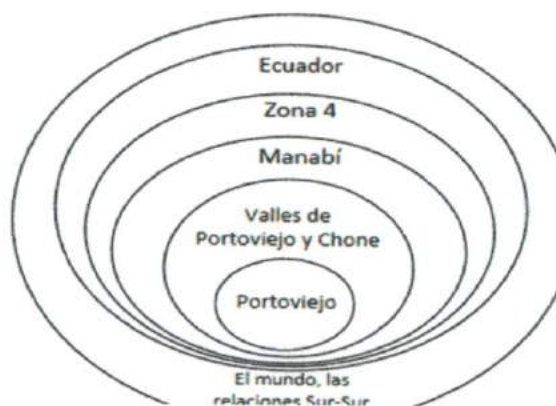 Ecuador
Zona 4
Manabí
Valles de
Portoviejo y Chone
Portoviejo
El mundo, las
relaciones Sur-Sur